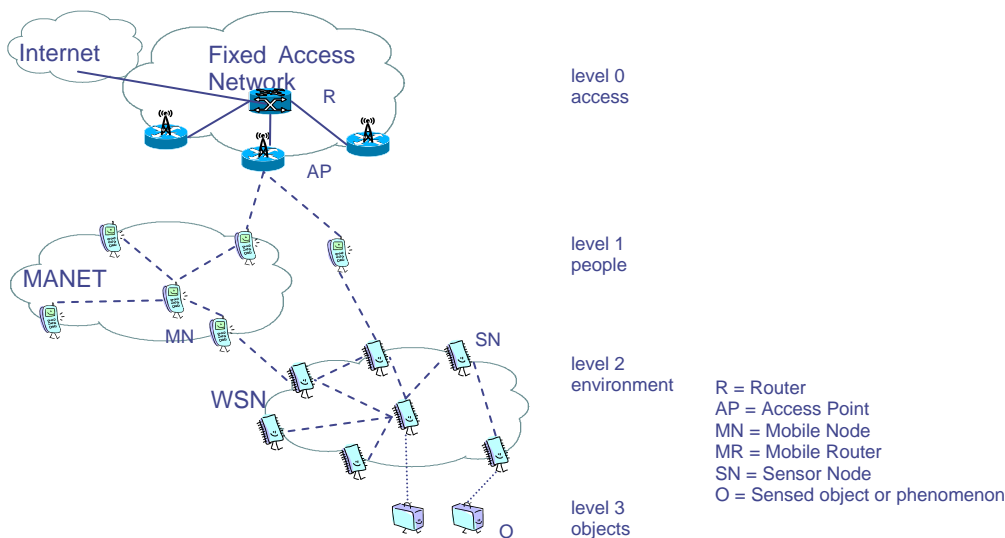 Internet
Fixed Access
Network
R
AP
level 0
access
MANET
MN
level 1
people
SN
WSN
level 2
environment
O
level 3
objects
R = Router
AP = Access Point
MN = Mobile Node
MR = Mobile Router
SN = Sensor Node
O = Sensed object or phenomenon